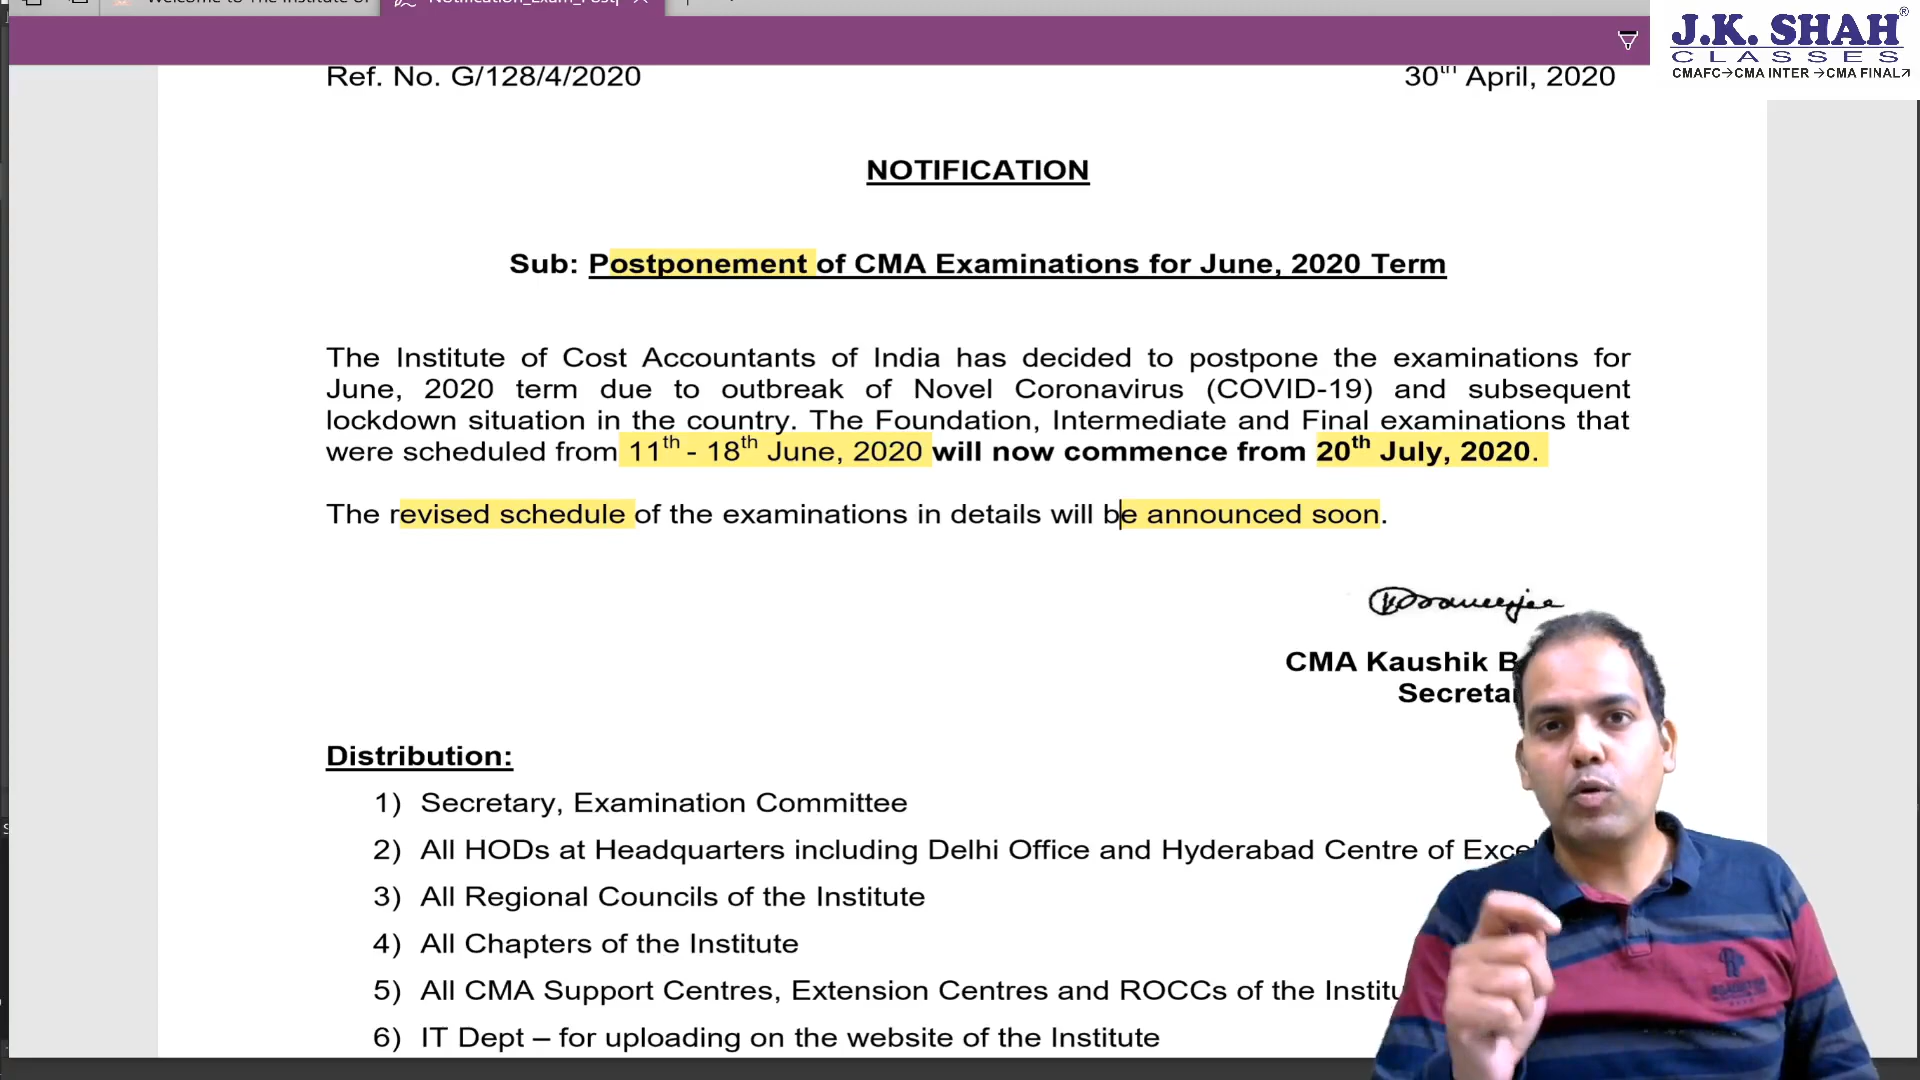 Welcome to The Institute of
Notification_Exam_Postp
J.K. SHAH®
CLASSES
CMAFC→CMA INTER→CMA FINAL↗
Ref. No. G/128/4/2020 30th April, 2020
NOTIFICATION
Sub: Postponement of CMA Examinations for June, 2020 Term
The Institute of Cost Accountants of India has decided to postpone the examinations for
June, 2020 term due to outbreak of Novel Coronavirus (COVID-19) and subsequent
lockdown situation in the country. The Foundation, Intermediate and Final examinations that
were scheduled from 11th - 18th June, 2020 will now commence from 20th July, 2020.
The revised schedule of the examinations in details will be announced soon.
CMA Kaushik B
Secreta
Distribution:
1) Secretary, Examination Committee
2) All HODs at Headquarters including Delhi Office and Hyderabad Centre of Exce
3) All Regional Councils of the Institute
4) All Chapters of the Institute
5) All CMA Support Centres, Extension Centres and ROCCs of the Institu
6) IT Dept – for uploading on the website of the Institute